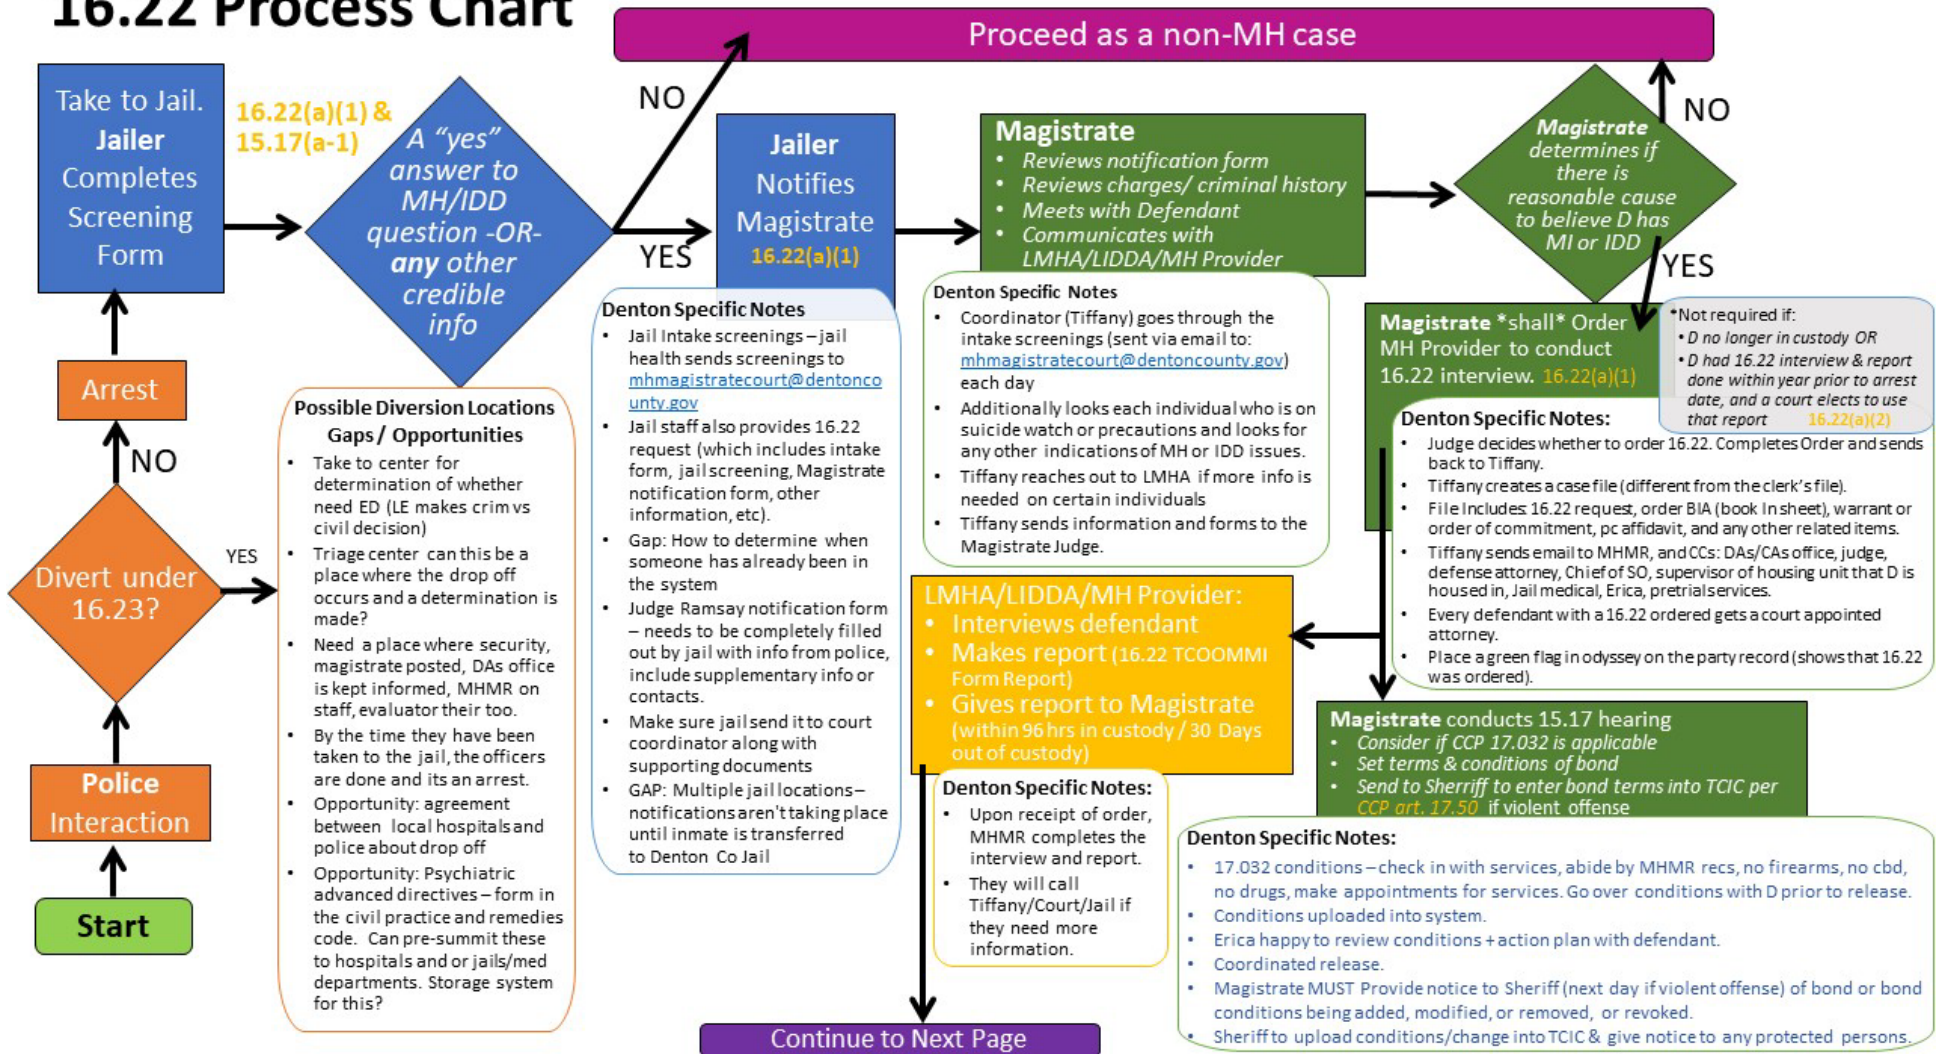 16.22 Process Chart
Proceed as a non-MH case
Take to Jail.
Jailer
Completes
Screening
Form
16.22(a)(1) &
15.17(a-1)
A “yes”
answer to
MH/IDD
question -OR-
any other
credible
info
NO
YES
Jailer
Notifies
Magistrate
16.22(a)(1)
Magistrate
• Reviews notification form
• Reviews charges/ criminal history
• Meets with Defendant
• Communicates with
LMHA/LIDDA/MH Provider
Magistrate
determines if
there is
reasonable cause
to believe D has
MI or IDD
NO
YES
Arrest
NO
Divert under
16.23?
YES
Police
Interaction
Start
Possible Diversion Locations
Gaps / Opportunities
• Take to center for
determination of whether
need ED (LE makes crim vs
civil decision)
• Triage center can this be a
place where the drop off
occurs and a determination is
made?
• Need a place where security,
magistrate posted, DAs office
is kept informed, MHMR on
staff, evaluator their too.
• By the time they have been
taken to the jail, the officers
are done and its an arrest.
• Opportunity: agreement
between local hospitals and
police about drop off
• Opportunity: Psychiatric
advanced directives – form in
the civil practice and remedies
code. Can pre-summit these
to hospitals and or jails/med
departments. Storage system
for this?
Denton Specific Notes
• Jail Intake screenings – jail
health sends screenings to
mhmagistratecourt@dentonco
unty.gov
• Jail staff also provides 16.22
request (which includes intake
form, jail screening, Magistrate
notification form, other
information, etc).
• Gap: How to determine when
someone has already been in
the system
• Judge Ramsay notification form
– needs to be completely filled
out by jail with info from police,
include supplementary info or
contacts.
• Make sure jail send it to court
coordinator along with
supporting documents
• GAP: Multiple jail locations –
notifications aren't taking place
until inmate is transferred
to Denton Co Jail
Denton Specific Notes
• Coordinator (Tiffany) goes through the
intake screenings (sent via email to:
mhmagistratecourt@dentoncounty.gov)
each day
• Additionally looks each individual who is on
suicide watch or precautions and looks for
any other indications of MH or IDD issues.
• Tiffany reaches out to LMHA if more info is
needed on certain individuals
• Tiffany sends information and forms to the
Magistrate Judge.
Magistrate *shall* Order
MH Provider to conduct
16.22 interview. 16.22(a)(1)
*Not required if:
• D no longer in custody OR
• D had 16.22 interview & report
done within year prior to arrest
date, and a court elects to use
that report 16.22(a)(2)
Denton Specific Notes:
• Judge decides whether to order 16.22. Completes Order and sends
back to Tiffany.
• Tiffany creates a case file (different from the clerk’s file).
• File Includes: 16.22 request, order BIA (book In sheet), warrant or
order of commitment, pc affidavit, and any other related items.
• Tiffany sends email to MHMR, and CCs: DAs/CAs office, judge,
defense attorney, Chief of SO, supervisor of housing unit that D is
housed in, Jail medical, Erica, pretrial services.
• Every defendant with a 16.22 ordered gets a court appointed
attorney.
• Place a green flag in odyssey on the party record (shows that 16.22
was ordered).
LMHA/LIDDA/MH Provider:
• Interviews defendant
• Makes report (16.22 TCOOMMI
Form Report)
• Gives report to Magistrate
(within 96 hrs in custody / 30 Days
out of custody)
Denton Specific Notes:
• Upon receipt of order,
MHMR completes the
interview and report.
• They will call
Tiffany/Court/Jail if
they need more
information.
Magistrate conducts 15.17 hearing
• Consider if CCP 17.032 is applicable
• Set terms & conditions of bond
• Send to Sherriff to enter bond terms into TCIC per
CCP art. 17.50 if violent offense
Denton Specific Notes:
• 17.032 conditions – check in with services, abide by MHMR recs, no firearms, no cbd,
no drugs, make appointments for services. Go over conditions with D prior to release.
• Conditions uploaded into system.
• Erica happy to review conditions + action plan with defendant.
• Coordinated release.
• Magistrate MUST Provide notice to Sheriff (next day if violent offense) of bond or bond
conditions being added, modified, or removed, or revoked.
• Sheriff to upload conditions/change into TCIC & give notice to any protected persons.
Continue to Next Page